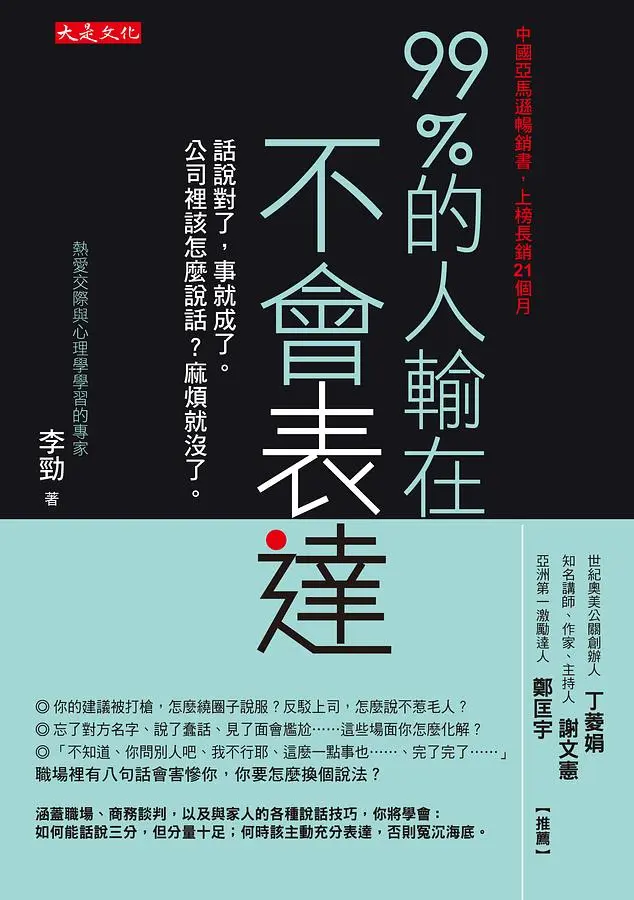 大是文化
中國亞馬遜暢銷書，上榜長銷21個月
99%的人輸在
不會表達
話說對了，事就成了。
公司裡該怎麼說話？麻煩就沒了。
熱愛交際與心理學學習的專家
李勁 著
世紀奧美公關創辦人 丁菱娟
知名講師、作家、主持人 謝文憲
亞洲第一激勵達人 鄭匡宇
【推薦】
◎你的建議被打槍，怎麼繞圈子說服？反駁上司，怎麼說不惹毛人？
◎忘了對方名字、說了蠢話、見了面會尷尬……這些場面你怎麼化解？
◎「不知道、你問別人吧、我不行耶、這麼一點事也……、完了完了……」
職場裡有八句話會害慘你，你要怎麼換個說法？
涵蓋職場、商務談判，以及與家人的各種說話技巧，你將學會：
如何能話說三分，但分量十足；何時該主動充分表達，否則冤沉海底。